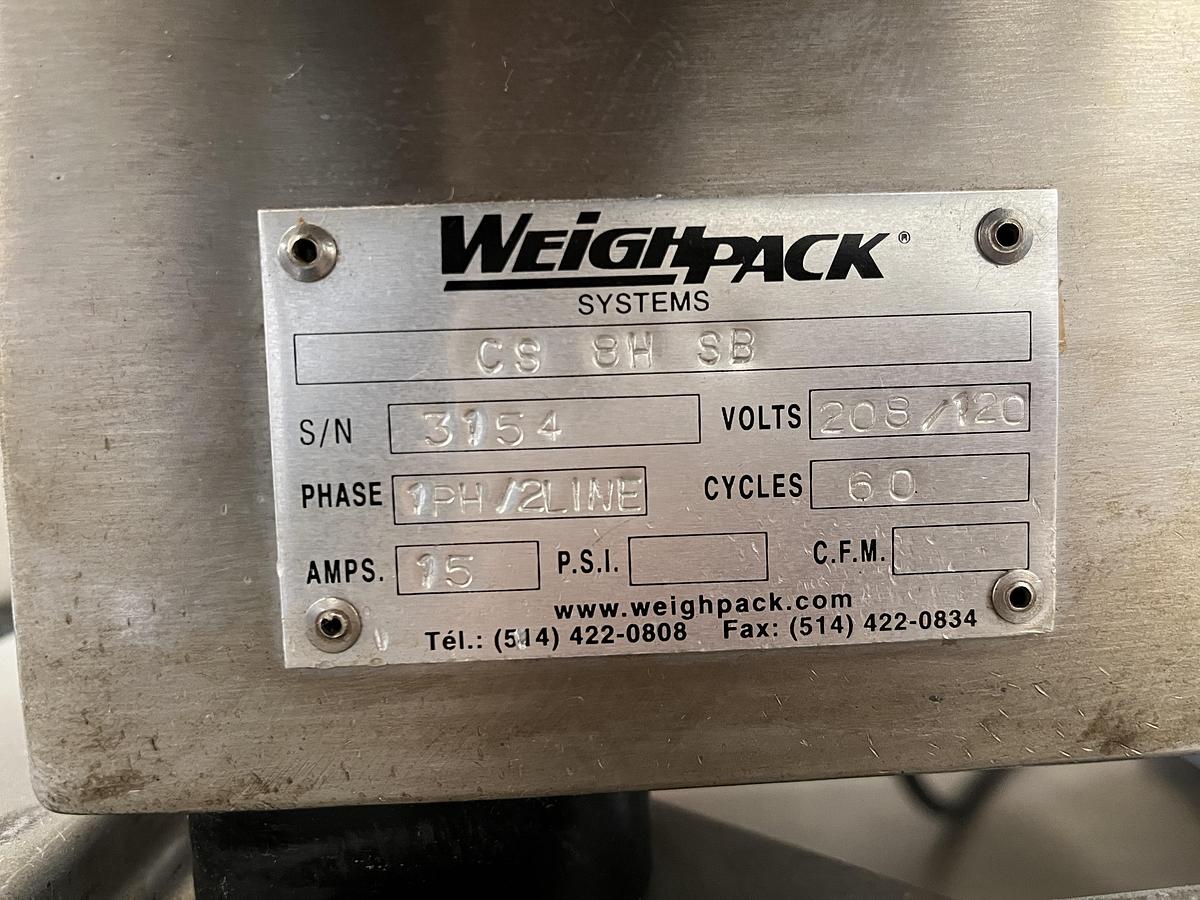 WEiGHPACK®
SYSTEMS
CS 8H SB
S/N 3154 VOLTS 208/120
PHASE 1PH/2LINE CYCLES 60
AMPS. 15 P.S.I. C.F.M.
www.weighpack.com
Tél.: (514) 422-0808 Fax: (514) 422-0834